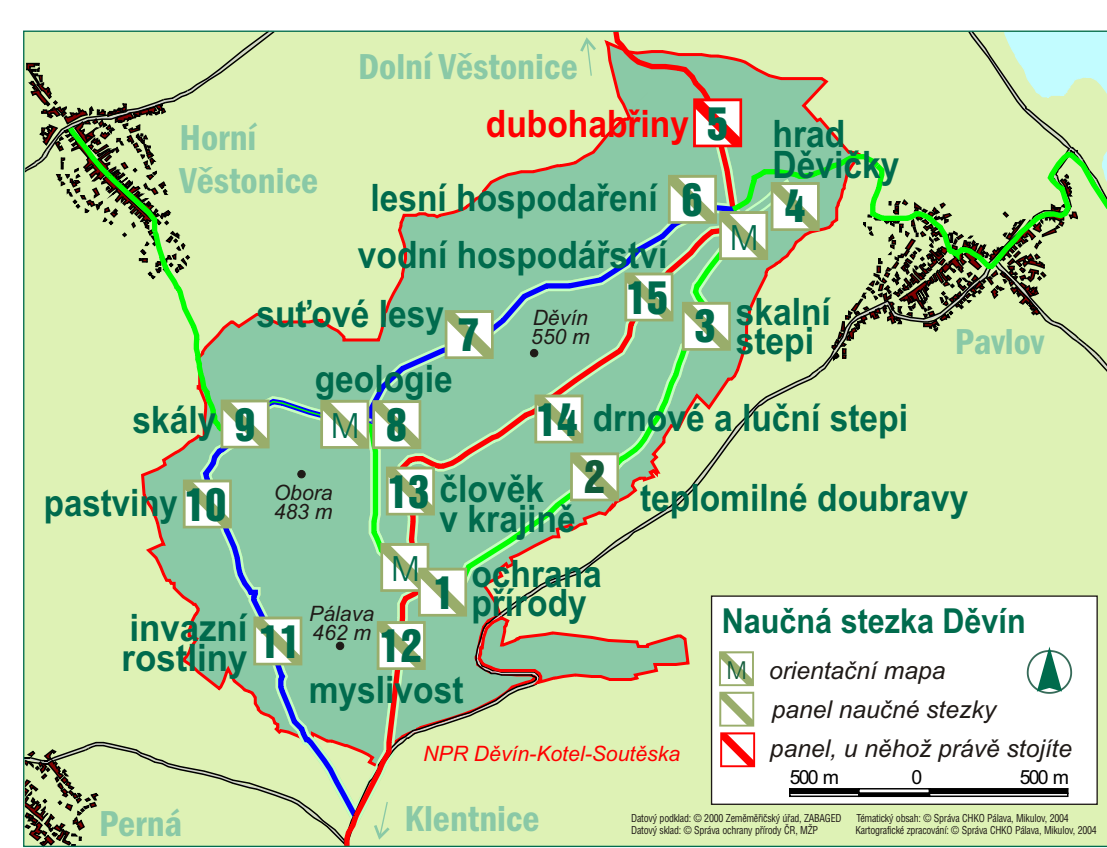 Dolní Věstonice
Horní
Věstonice
dubohabřiny
5
hrad
Děvičky
4
lesní hospodaření
6
M
vodní hospodářství
15
suťové lesy
7
Děvín
550 m
3
skalní
stepi
Pavlov
geologie
skály
9
M
8
14
drnové a luční stepi
pastviny
10
Obora
483 m
13
člověk
v krajině
2
teplomilné doubravy
M
1
ochrana
přírody
invazní
rostliny
11
Pálava
462 m
12
myslivost
NPR Děvín-Kotel-Soutěska
Perná
Klentnice
Naučná stezka Děvín
M
orientační mapa
panel naučné stezky
panel, u něhož právě stojíte
500 m
0
500 m
Datový podklad: © 2000 Zeměměřičský úřad, ZABAGED
Datový sklad: © Správa ochrany přírody ČR, MŽP
Tématický obsah: © Správa CHKO Pálava, Mikulov, 2004
Kartografické zpracování: © Správa CHKO Pálava, Mikulov, 2004